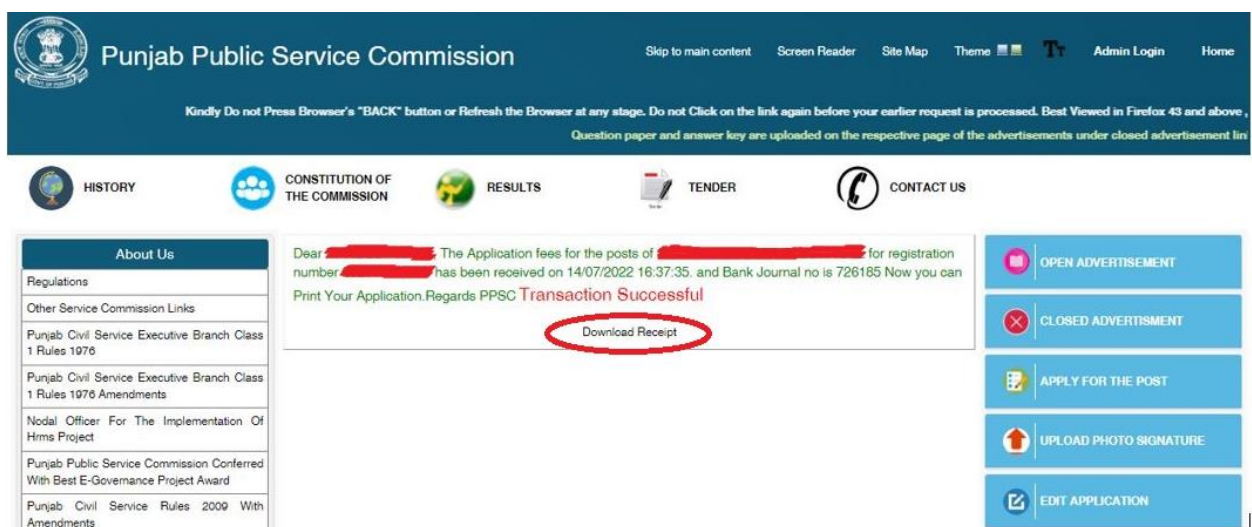 Punjab Public Service Commission
Skip to main content Screen Reader Site Map Theme TT Admin Login Home
Kindly Do not Press Browser's "BACK" button or Refresh the Browser at any stage. Do not Click on the link again before your earlier request is processed. Best Viewed in Firefox 43 and above ,
Question paper and answer key are uploaded on the respective page of the advertisements under closed advertisement lin
HISTORY
CONSTITUTION OF
THE COMMISSION
RESULTS
TENDER
CONTACT US
About Us
Regulations
Other Service Commission Links
Punjab Civil Service Executive Branch Class
1 Rules 1976
Punjab Civil Service Executive Branch Class
1 Rules 1976 Amendments
Nodal Officer For The Implementation Of
Hrms Project
Punjab Public Service Commission Conferred
With Best E-Governance Project Award
Punjab Civil Service Rules 2009 With
Amendments
Dear , The Application fees for the posts of for registration
number has been received on 14/07/2022 16:37:35. and Bank Journal no is 726185 Now you can
Print Your Application.Regards PPSC Transaction Successful
Download Receipt
OPEN ADVERTISEMENT
CLOSED ADVERTISMENT
APPLY FOR THE POST
UPLOAD PHOTO SIGNATURE
EDIT APPLICATION